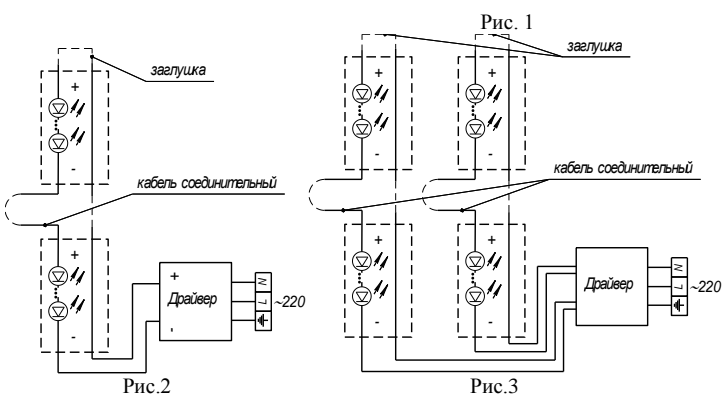 Рис. 1
заглушка
+
-
кабель соединительный
+
-
+
Драйвер
-
N
L
~220
Рис.2
заглушка
+
-
+
-
кабель соединительный
+
-
+
-
Драйвер
N
L
~220
Рис.3